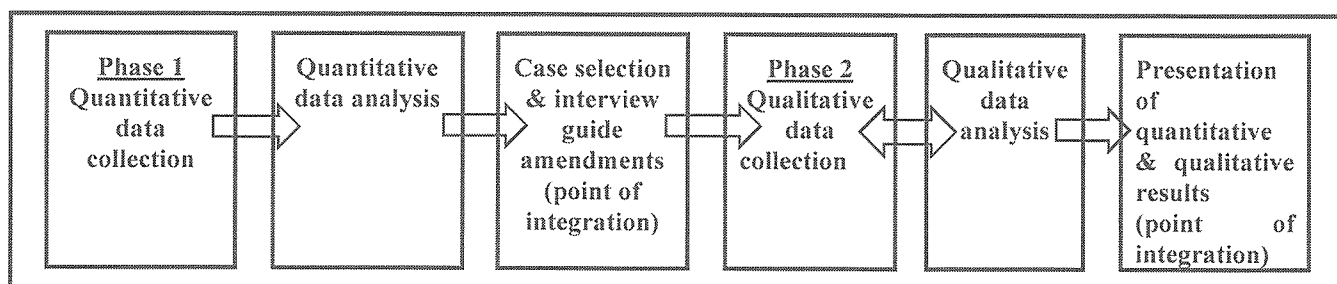 Phase 1
Quantitative
data
collection
Quantitative
data analysis
Case selection
& interview
guide
amendments
(point of
integration)
Phase 2
Qualitative
data
collection
Qualitative
data
analysis
Presentation
of
quantitative
& qualitative
results
(point of
integration)